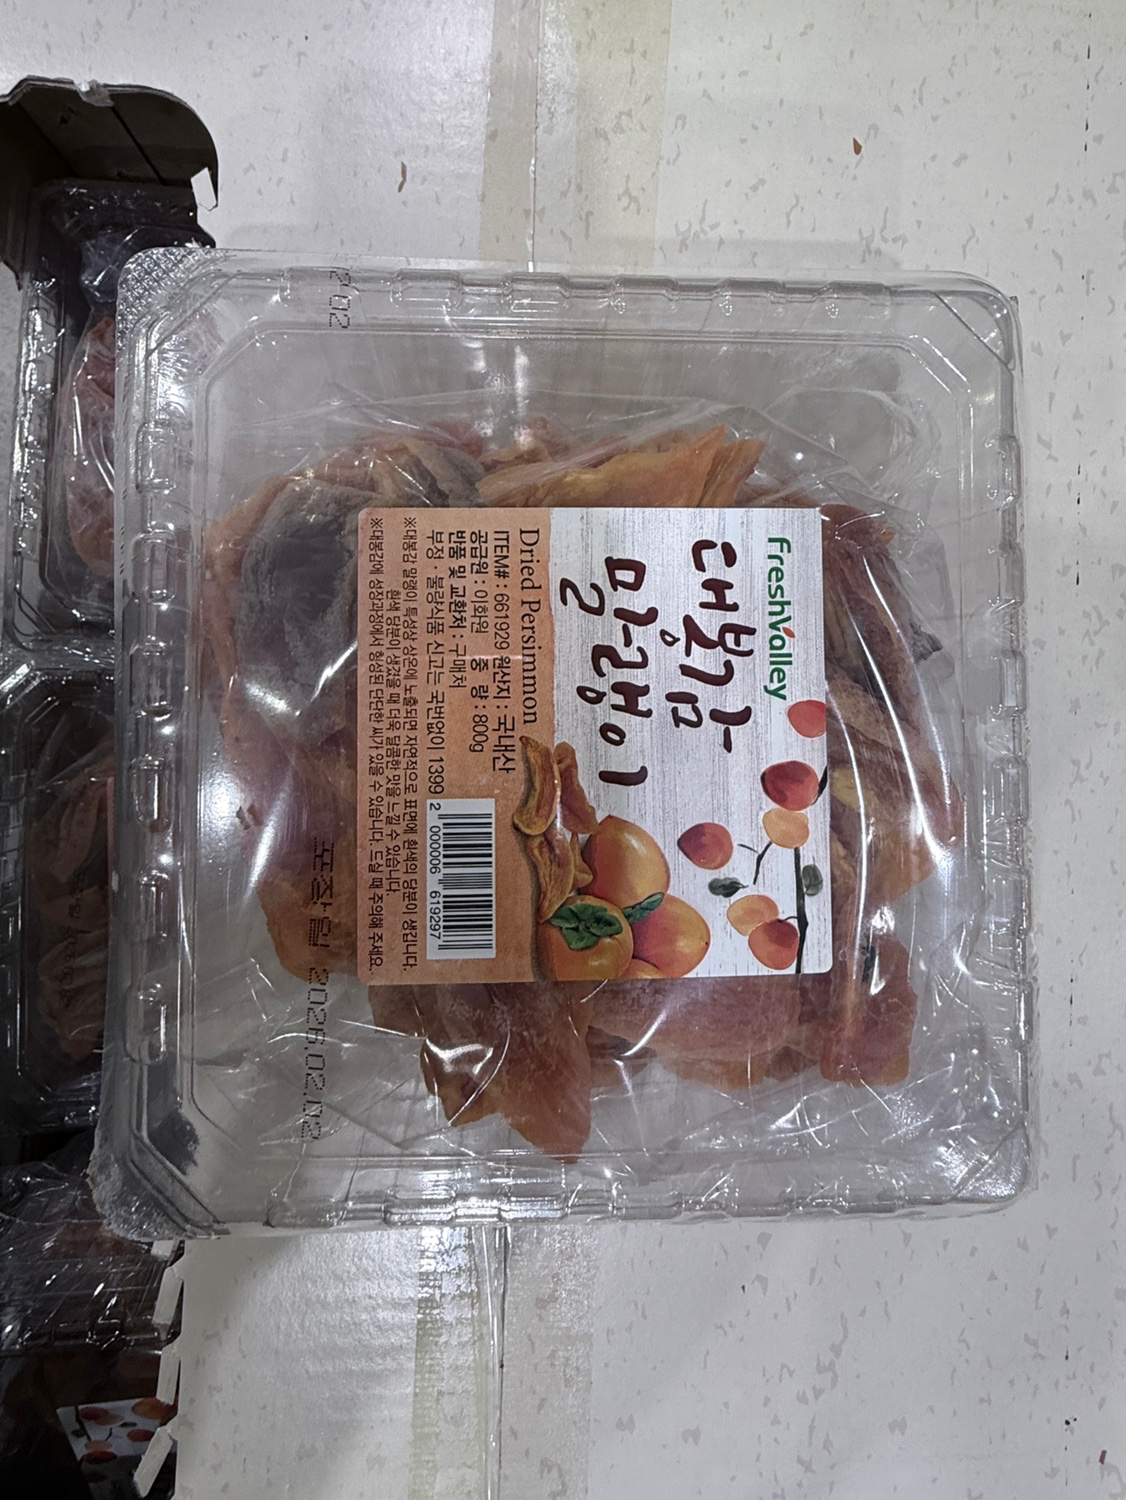 FreshValley
대봉감
말랭이
Dried Persimmon
ITEM# : 661929 원산지 : 국내산
공급원 : 이화원 중 량 : 800g
반품 및 교환처 : 구매처
부정 · 불량식품 신고는 국번없이 1399
※대봉감 말랭이 특성상 상온에 노출되면 자연적으로 표면에 흰색의 당분이 생깁니다.
흰색 당분이 생겼을 때 더욱 달콤한 맛을 느낄 수 있습니다.
※대봉감에 성장과정에서 형성된 단단한 씨가 있을 수 있습니다. 드실 때 주의해 주세요.
2 000006 619297
포장일 2026.02.02